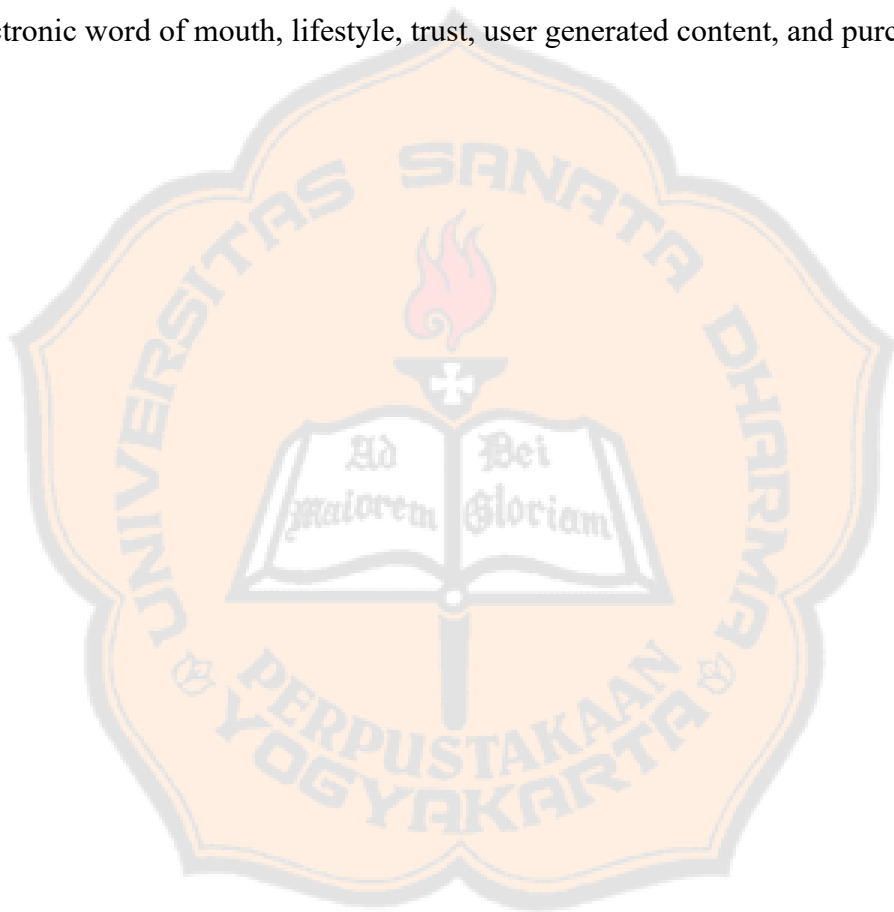 ctronic word of mouth, lifestyle, trust, user generated content, and purc
UNIVERSITAS SANATA DHARMA
Ad
Maiorem
Dei
Gloriam
PERPUSTAKAAN
YOGYAKARTA